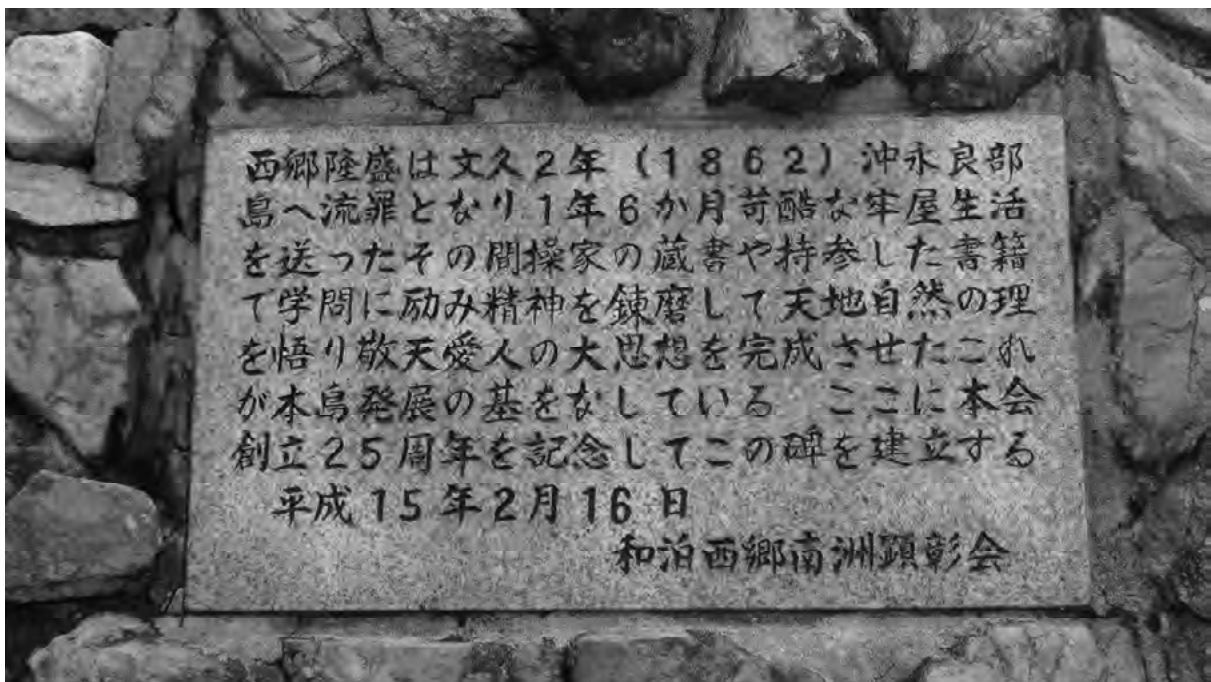 西郷隆盛は文久2年(1862)沖永良部
島へ流罪となり1年6か月苛酷な牢屋生活
を送ったその間操家の蔵書や持参した書籍
で学問に励み精神を錬磨して天地自然の理
を悟り敬天愛人の大思想を完成させたこれ
が本島発展の基をなしている ここに本会
創立25周年を記念してこの碑を建立する
平成15年2月16日
和泊西郷南洲顕彰会